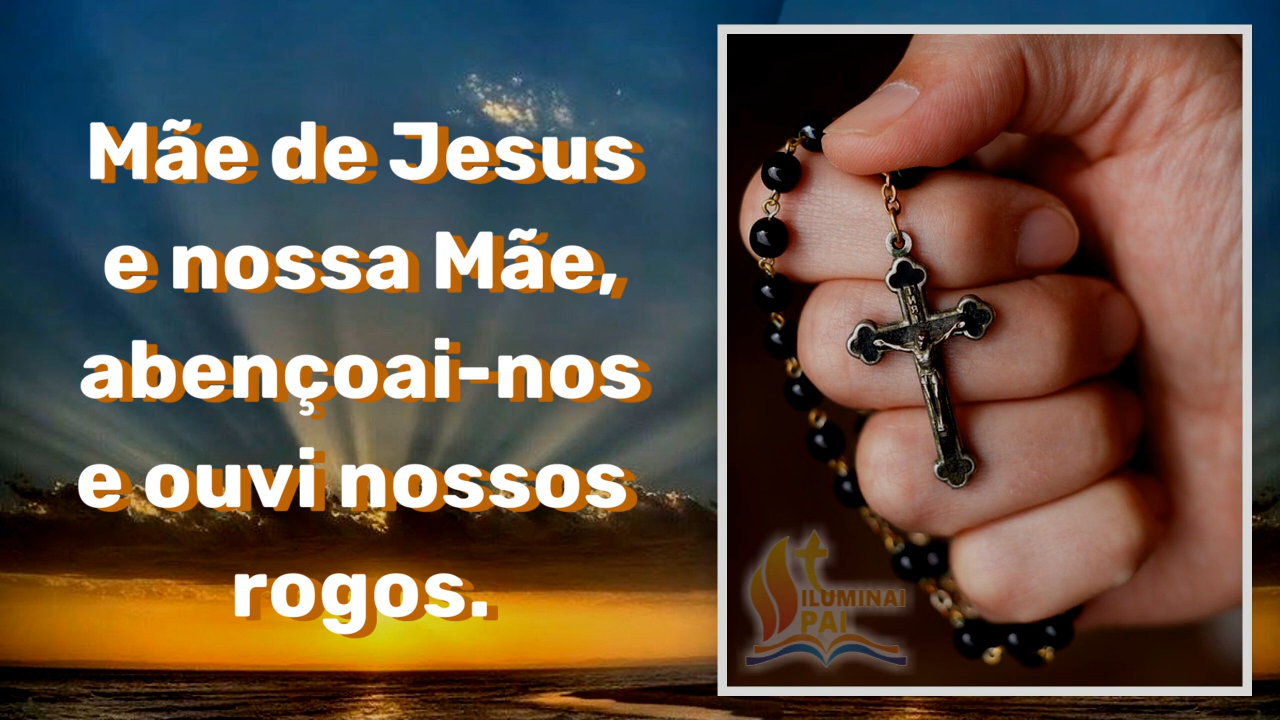 Mãe de Jesus
e nossa Mãe,
abençoai-nos
e ouvi nossos
rogos.
ILUMINAI
PAI